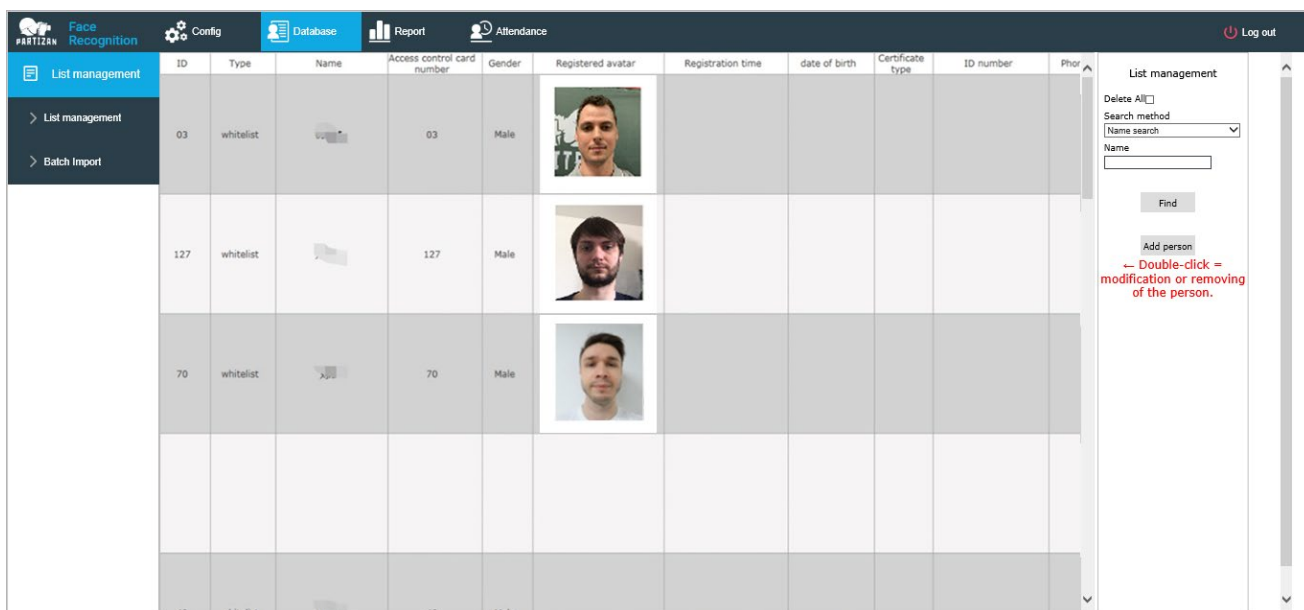 PARTIZAN
Face
Recognition
Config
Database
Report
Attendance
Log out
List management
List management
Batch Import
ID Type Name Access control card number Gender Registered avatar Registration time date of birth Certificate type ID number Phor
03 whitelist 03 Male
127 whitelist 127 Male
70 whitelist 70 Male
List management
Delete All
Search method
Name search
Name
Find
Add person
← Double-click =
modification or removing
of the person.